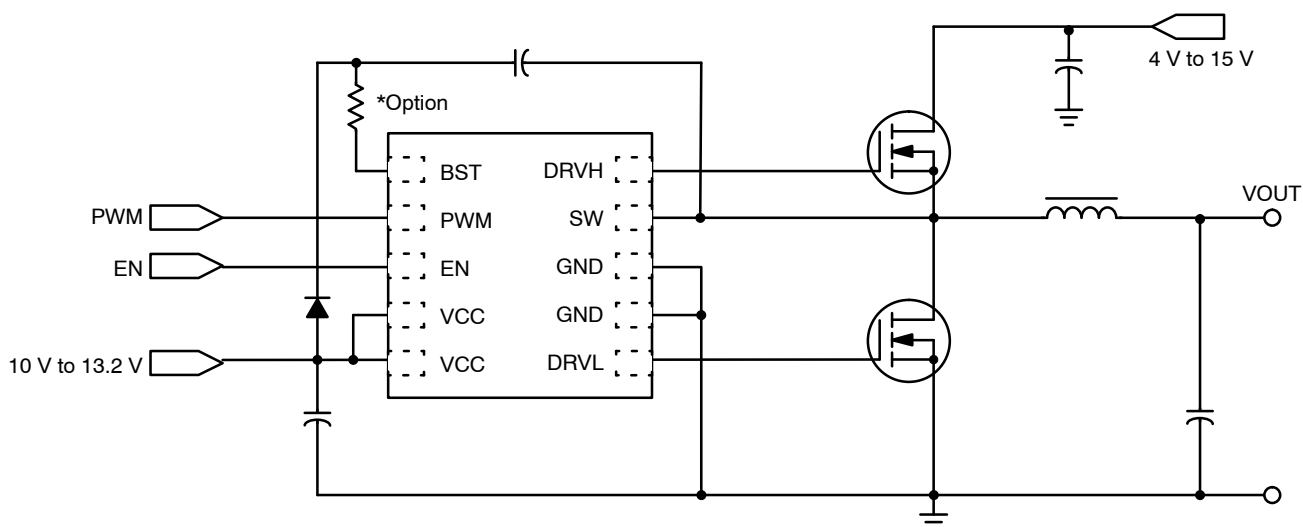 4 V to 15 V
*Option
BST
DRVH
PWM
PWM
SW
VOUT
EN
EN
GND
VCC
GND
10 V to 13.2 V
VCC
DRVL